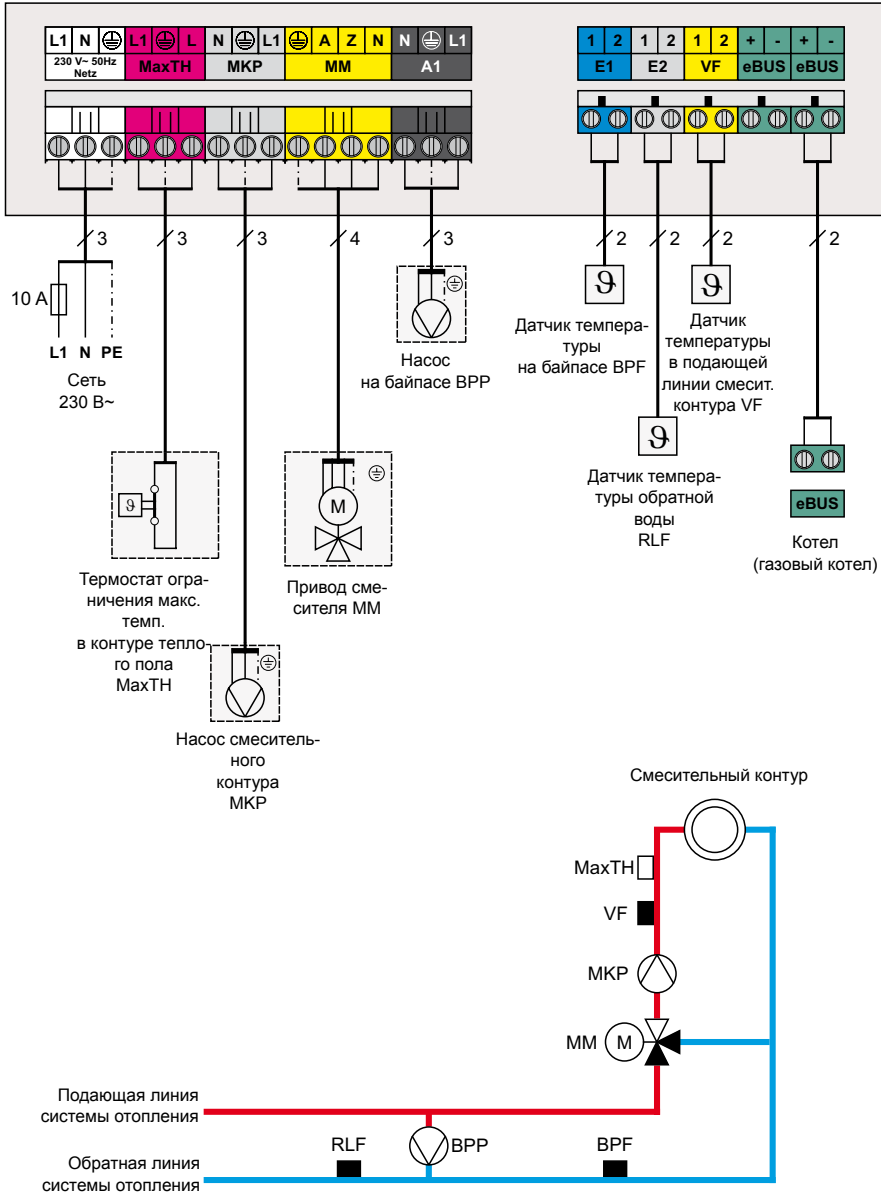 L1 N L1 L N L1 A Z N N L1
230 V~ 50Hz
Netz
MaxTH MKP MM A1
1 2 1 2 1 2 + - + -
E1 E2 VF eBUS eBUS
3 3 3 4 3 2 2 2 2
10 A
L1 N PE
Сеть
230 В~
Насос
на байпасе BPP
ϑ
Датчик темпера-
туры
на байпасе BPF
ϑ
Датчик
температуры
в подающей
линии смесит.
контура VF
ϑ
Датчик темпера-
туры обратной
воды
RLF
eBUS
Котел
(газовый котел)
ϑ
Термостат огра-
ничения макс.
темп.
в контуре тепло-
го пола
MaxTH
M
Привод сме-
сителя MM
Насос смеситель-
ного
контура
MKP
Смесительный контур
MaxTH
VF
MKP
MM M
Подающая линия
системы отопления
RLF BPP BPF
Обратная линия
системы отопления